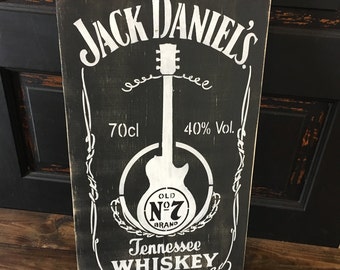 JACK DANIEL'S
70cl 40% Vol.
OLD
Nº7
BRAND
Tennessee
WHISKEY